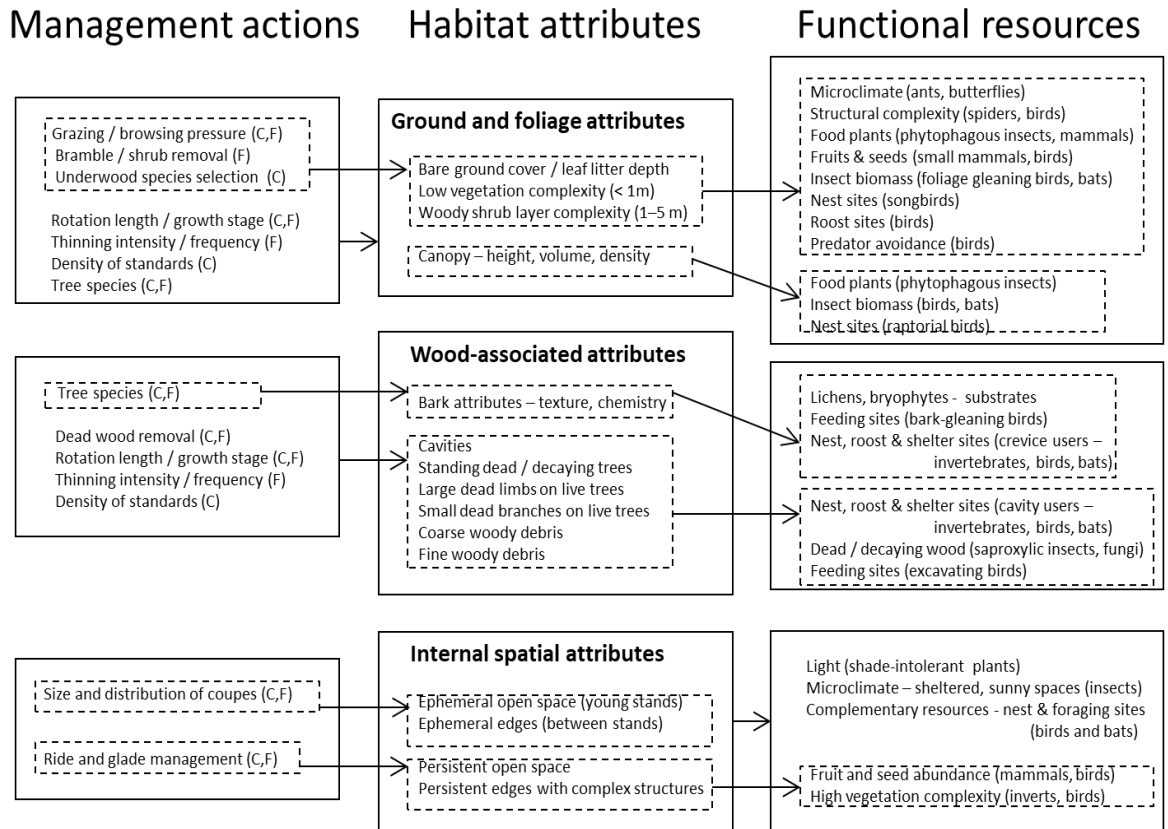 Management actions
Habitat attributes
Functional resources
Grazing / browsing pressure (C,F)
Bramble / shrub removal (F)
Underwood species selection (C)
Rotation length / growth stage (C,F)
Thinning intensity / frequency (F)
Density of standards (C)
Tree species (C,F)
Ground and foliage attributes
Bare ground cover / leaf litter depth
Low vegetation complexity (< 1m)
Woody shrub layer complexity (1–5 m)
Canopy – height, volume, density
Microclimate (ants, butterflies)
Structural complexity (spiders, birds)
Food plants (phytophagous insects, mammals)
Fruits & seeds (small mammals, birds)
Insect biomass (foliage gleaning birds, bats)
Nest sites (songbirds)
Roost sites (birds)
Predator avoidance (birds)
Food plants (phytophagous insects)
Insect biomass (birds, bats)
Nest sites (raptorial birds)
Tree species (C,F)
Dead wood removal (C,F)
Rotation length / growth stage (C,F)
Thinning intensity / frequency (F)
Density of standards (C)
Wood-associated attributes
Bark attributes – texture, chemistry
Cavities
Standing dead / decaying trees
Large dead limbs on live trees
Small dead branches on live trees
Coarse woody debris
Fine woody debris
Lichens, bryophytes - substrates
Feeding sites (bark-gleaning birds)
Nest, roost & shelter sites (crevice users –
invertebrates, birds, bats)
Nest, roost & shelter sites (cavity users –
invertebrates, birds, bats)
Dead / decaying wood (saproxylic insects, fungi)
Feeding sites (excavating birds)
Size and distribution of coupes (C,F)
Ride and glade management (C,F)
Internal spatial attributes
Ephemeral open space (young stands)
Ephemeral edges (between stands)
Persistent open space
Persistent edges with complex structures
Light (shade-intolerant plants)
Microclimate – sheltered, sunny spaces (insects)
Complementary resources - nest & foraging sites
(birds and bats)
Fruit and seed abundance (mammals, birds)
High vegetation complexity (inverts, birds)